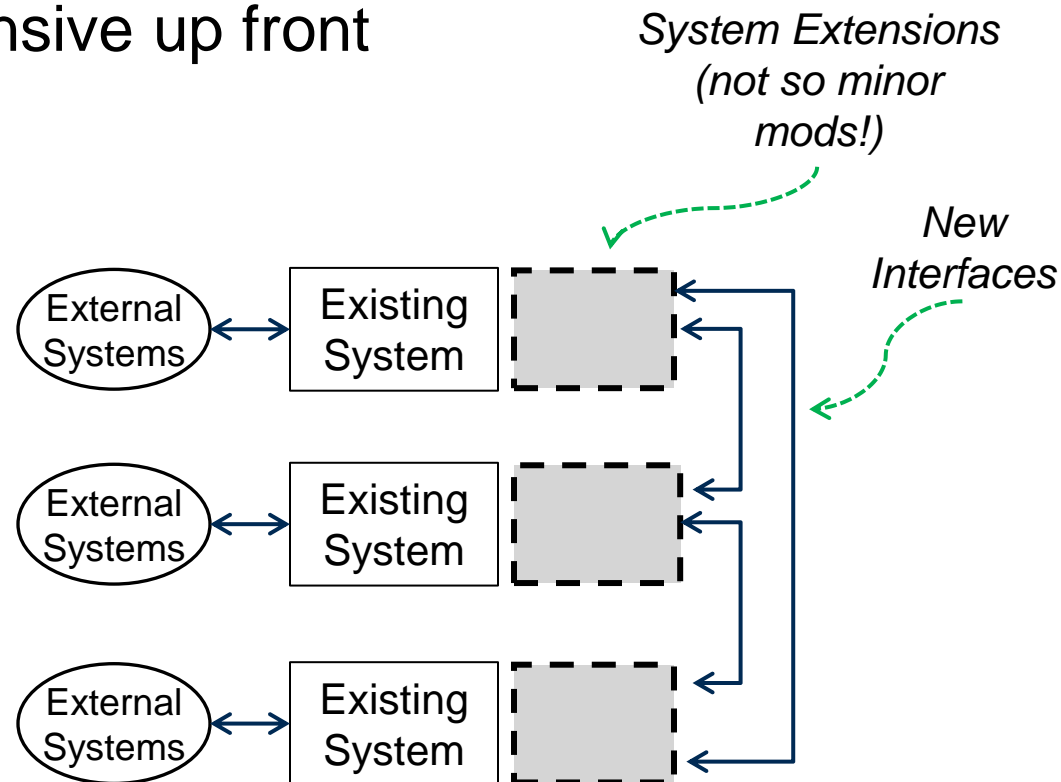 up front
System Extensions
(not so minor
mods!)
New
Interfaces
External
Systems
Existing
System
External
Systems
Existing
System
External
Systems
Existing
System